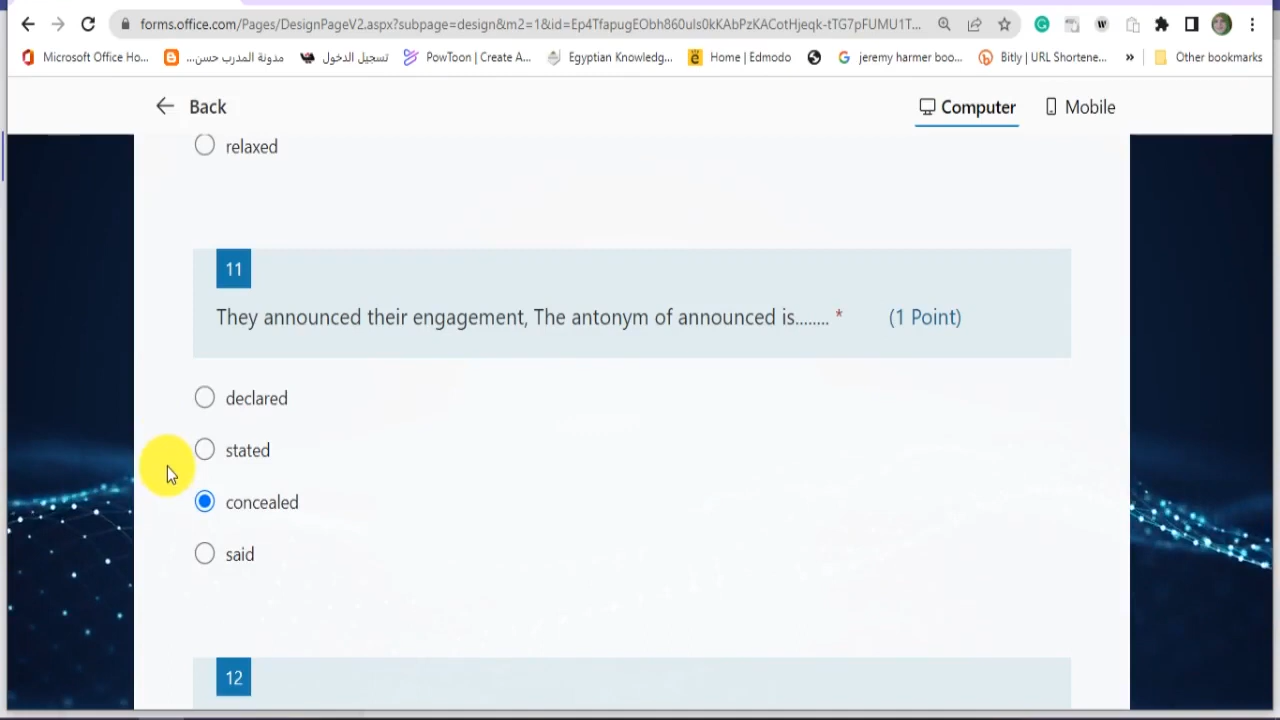 forms.office.com/Pages/DesignPageV2.aspx?subpage=design&m2=1&id=Ep4TfapugEObh860uls0kKAsPzKACotHjeqk-tTG7pFUMU1T...
Microsoft Office Ho...
مدونة المدرب حسن...
تسجيل الدخول
PowToon | Create A...
Egyptian Knowledg...
Home | Edmodo
jeremy harmer boo...
Bitly | URL Shortene...
»
Other bookmarks
Back
Computer
Mobile
relaxed
11
They announced their engagement, The antonym of announced is........ * (1 Point)
declared
stated
concealed
said
12